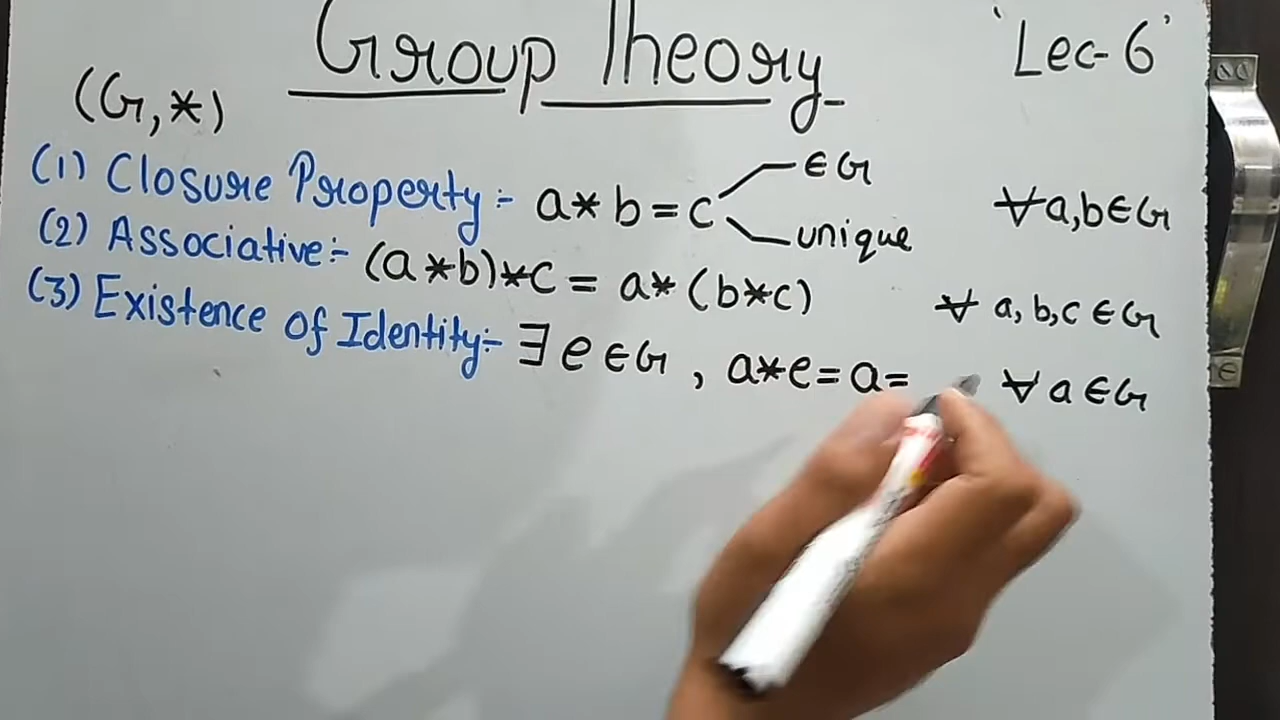 Group Theory 'Lec-6'
(G,*)
(1) Closure Property:- a*b=c ∈G unique ∀a,b∈G
(2) Associative:- (a*b)*c = a*(b*c) ∀ a,b,c ∈G
(3) Existence of Identity:- ∃ e ∈G , a*e=a= ∀ a ∈G